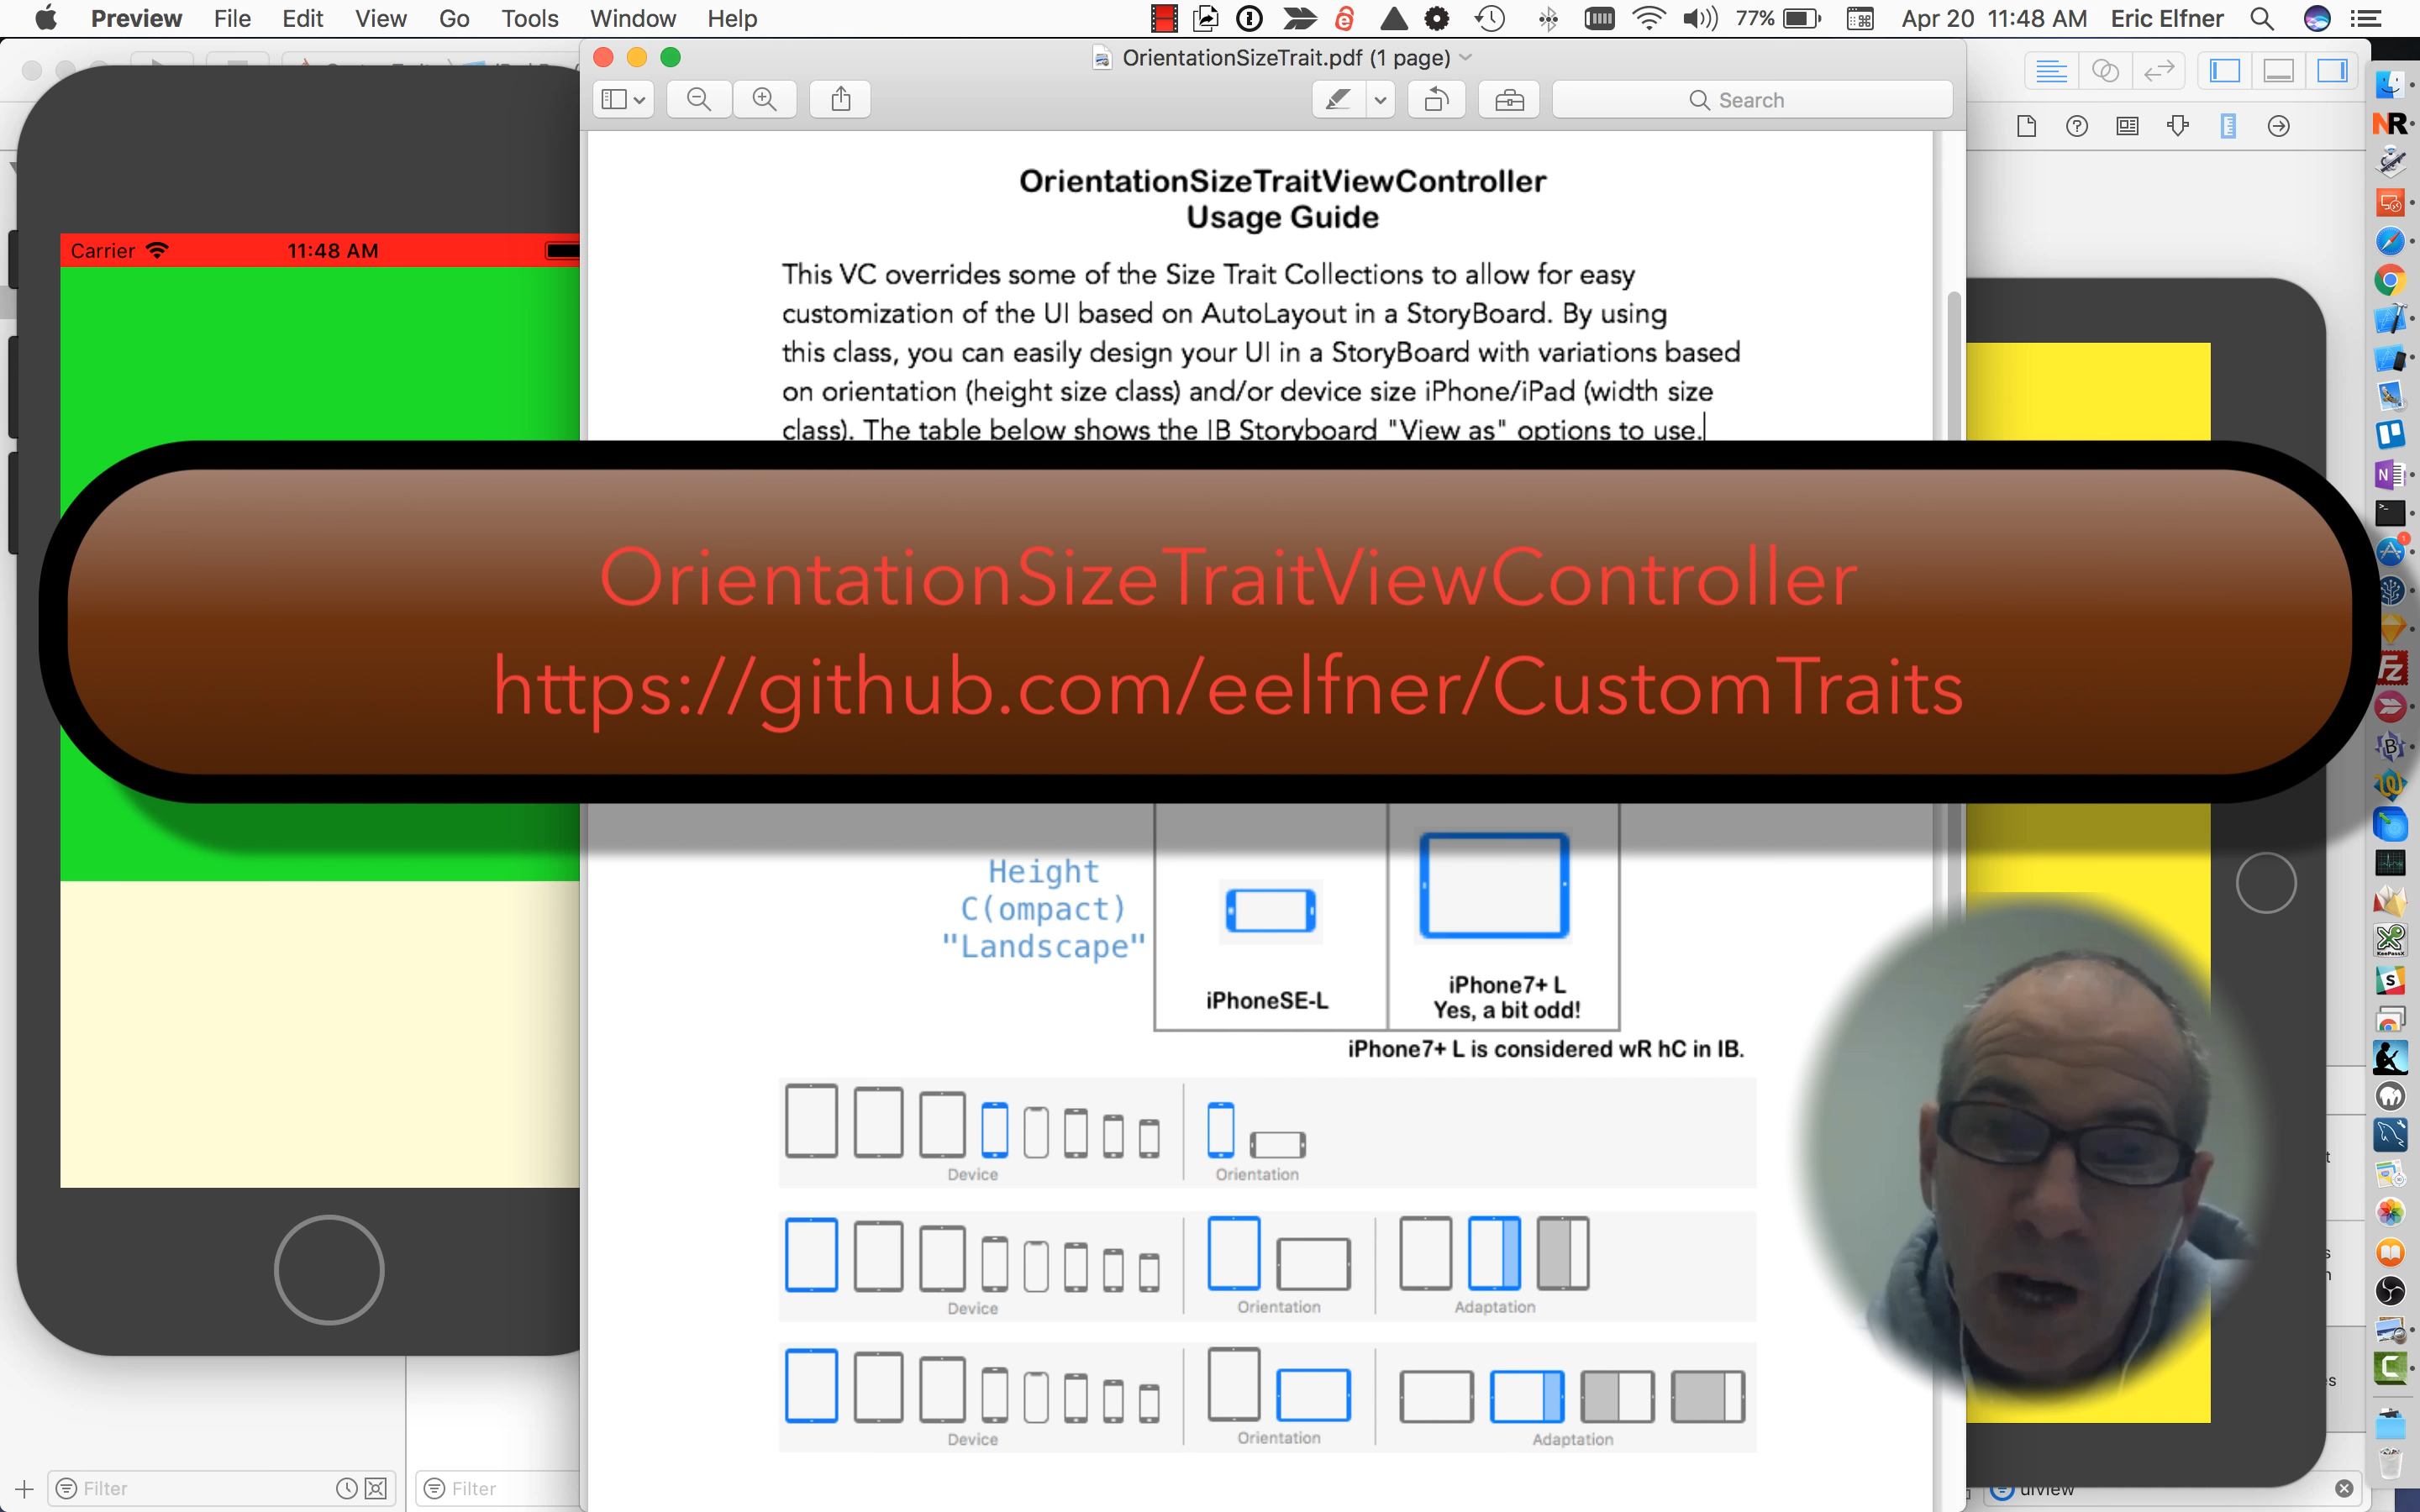 Preview File Edit View Go Tools Window Help
77% Apr 20 11:48 AM Eric Elfner
OrientationSizeTrait.pdf (1 page)
Search
Carrier 11:48 AM
OrientationSizeTraitViewController
Usage Guide
This VC overrides some of the Size Trait Collections to allow for easy
customization of the UI based on AutoLayout in a StoryBoard. By using
this class, you can easily design your UI in a StoryBoard with variations based
on orientation (height size class) and/or device size iPhone/iPad (width size
class). The table below shows the IB Storyboard "View as" options to use.
OrientationSizeTraitViewController
https://github.com/eelfner/CustomTraits
Height
C(ompact)
"Landscape"
iPhoneSE-L
iPhone7+ L
Yes, a bit odd!
iPhone7+ L is considered wR hC in IB.
Device Orientation
Device Orientation Adaptation
Device Orientation Adaptation
Filter
Filter
uiview